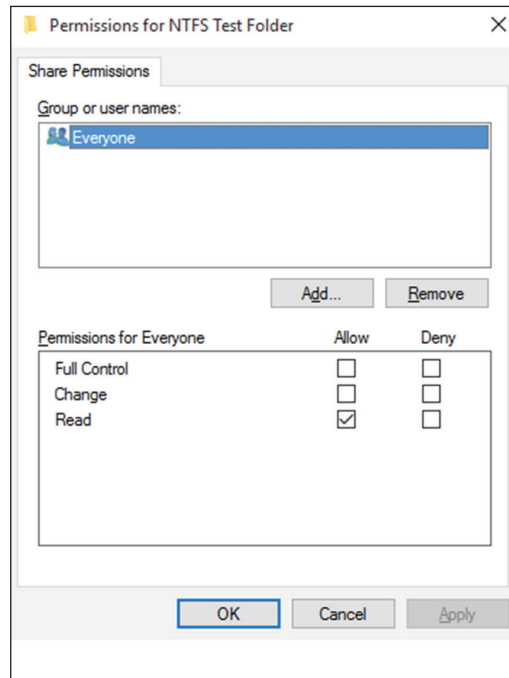 Permissions for NTFS Test Folder
Share Permissions
Group or user names:
Everyone
Add... Remove
Permissions for Everyone Allow Deny
Full Control
Change
Read
OK Cancel Apply